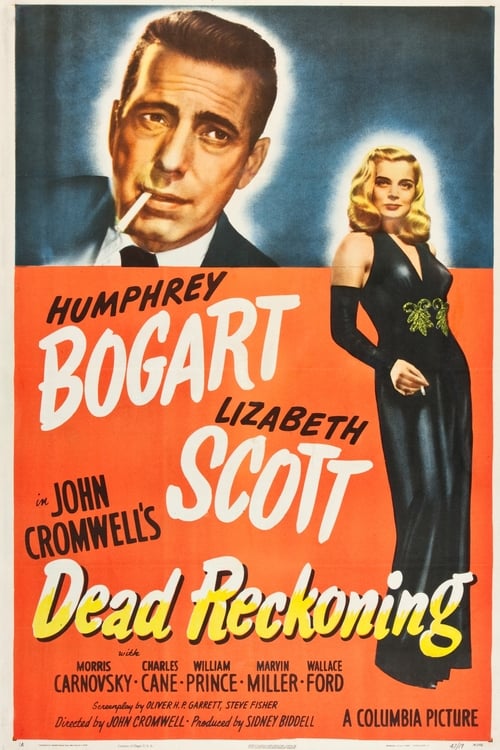 HUMPHREY
BOGART
LIZABETH
SCOTT
in JOHN
CROMWELL'S
Dead Reckoning
with
MORRIS CARNOVSKY · CHARLES CANE · WILLIAM PRINCE · MARVIN MILLER · WALLACE FORD
Screenplay by OLIVER H.P. GARRETT, STEVE FISHER
Directed by JOHN CROMWELL · Produced by SIDNEY BIDDELL
A COLUMBIA PICTURE